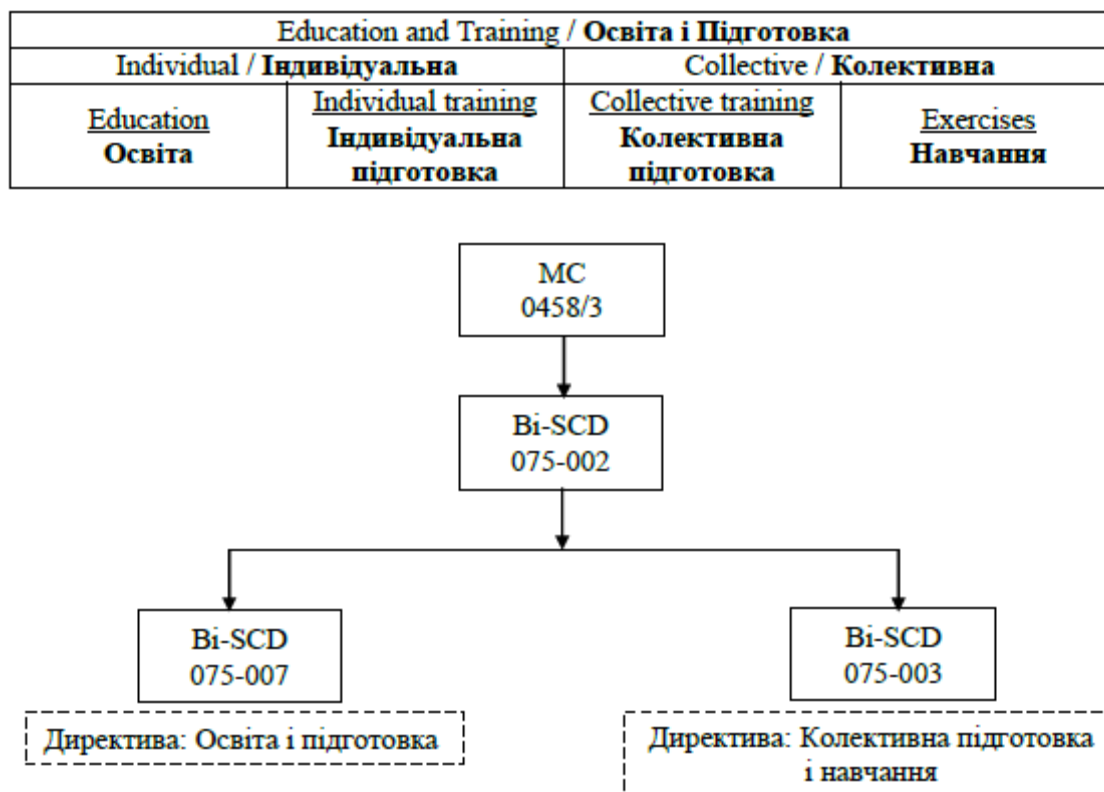 Education and Training / Освіта і Підготовка
Individual / Індивідуальна
Collective / Колективна
Education
Освіта
Individual training
Індивідуальна
підготовка
Collective training
Колективна
підготовка
Exercises
Навчання
MC
0458/3
Bi-SCD
075-002
Bi-SCD
075-007
Bi-SCD
075-003
Директива: Освіта і підготовка
Директива: Колективна підготовка
і навчання